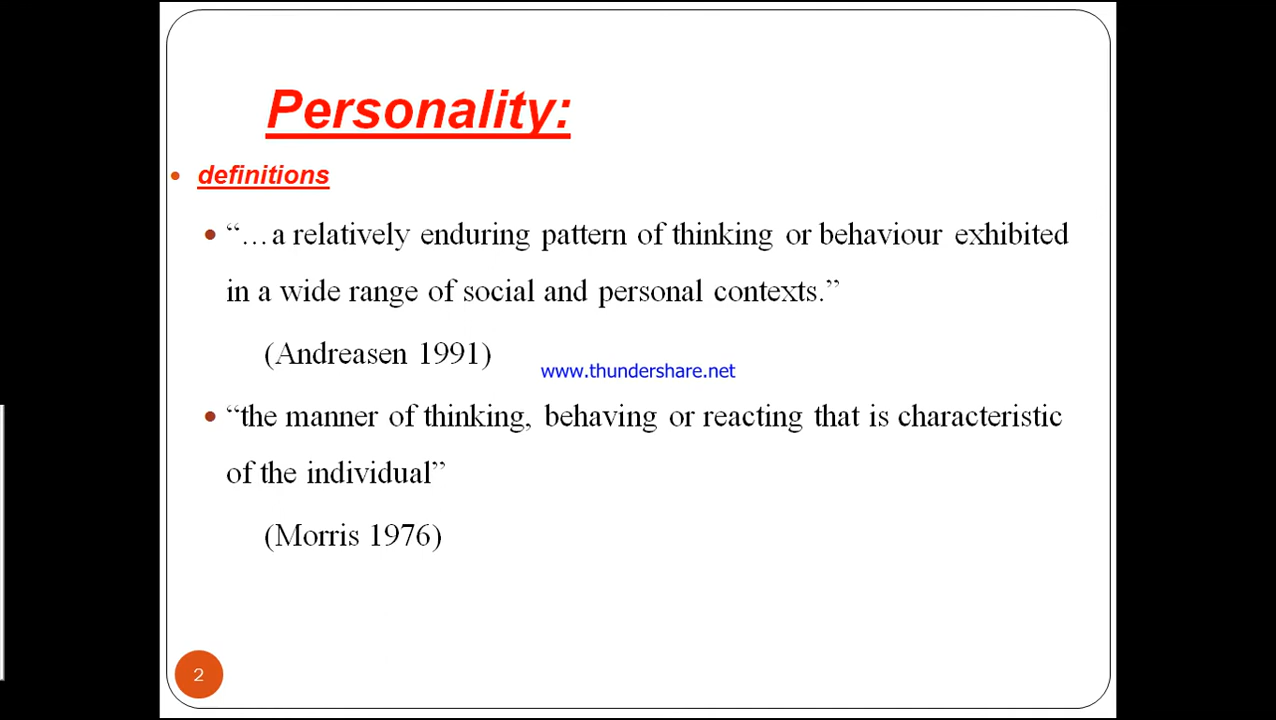 Personality:
• definitions
• “…a relatively enduring pattern of thinking or behaviour exhibited
in a wide range of social and personal contexts.”
(Andreasen 1991)
www.thundershare.net
• “the manner of thinking, behaving or reacting that is characteristic
of the individual”
(Morris 1976)
2